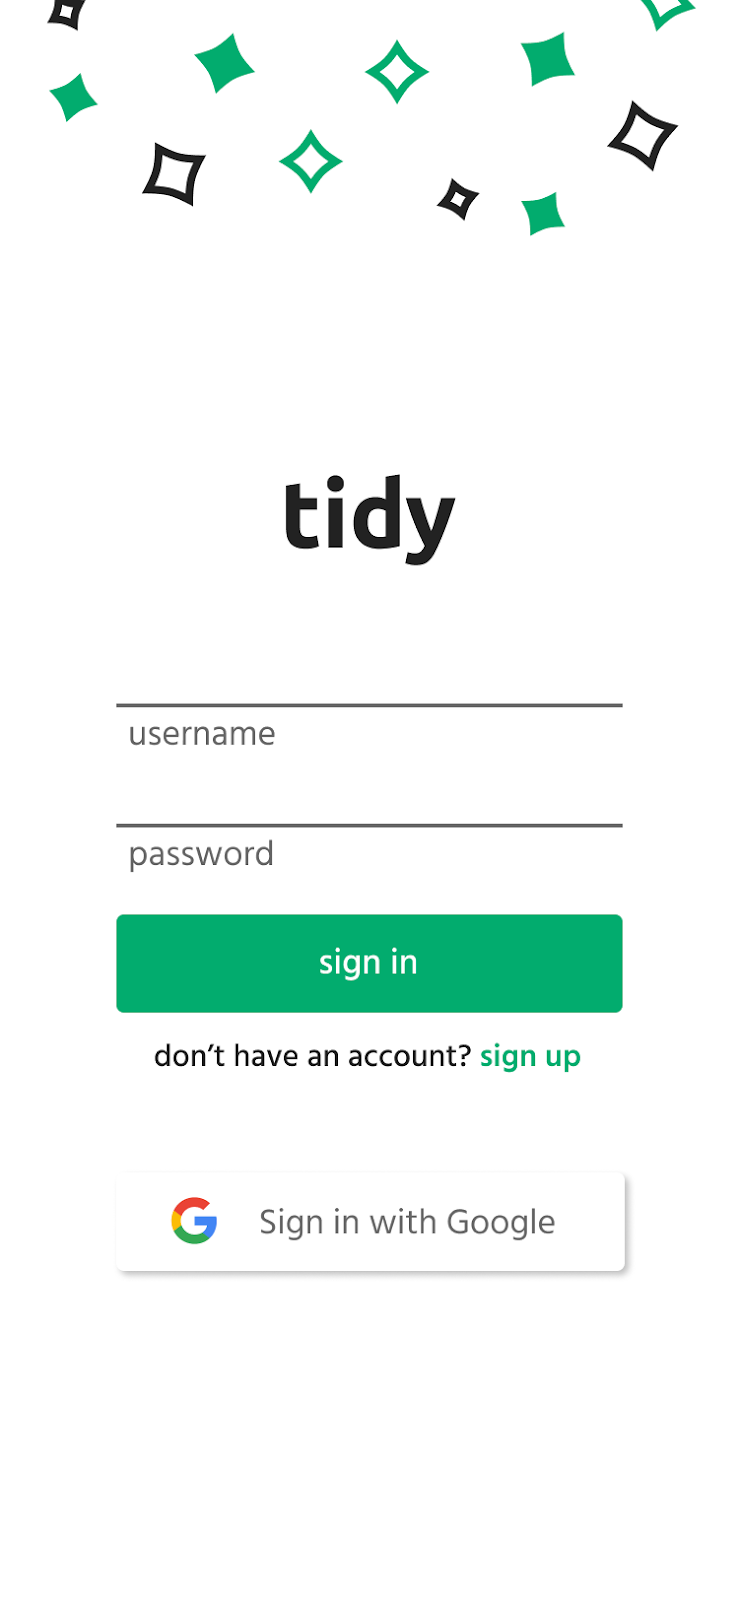 tidy
username
password
sign in
don’t have an account? sign up
Sign in with Google